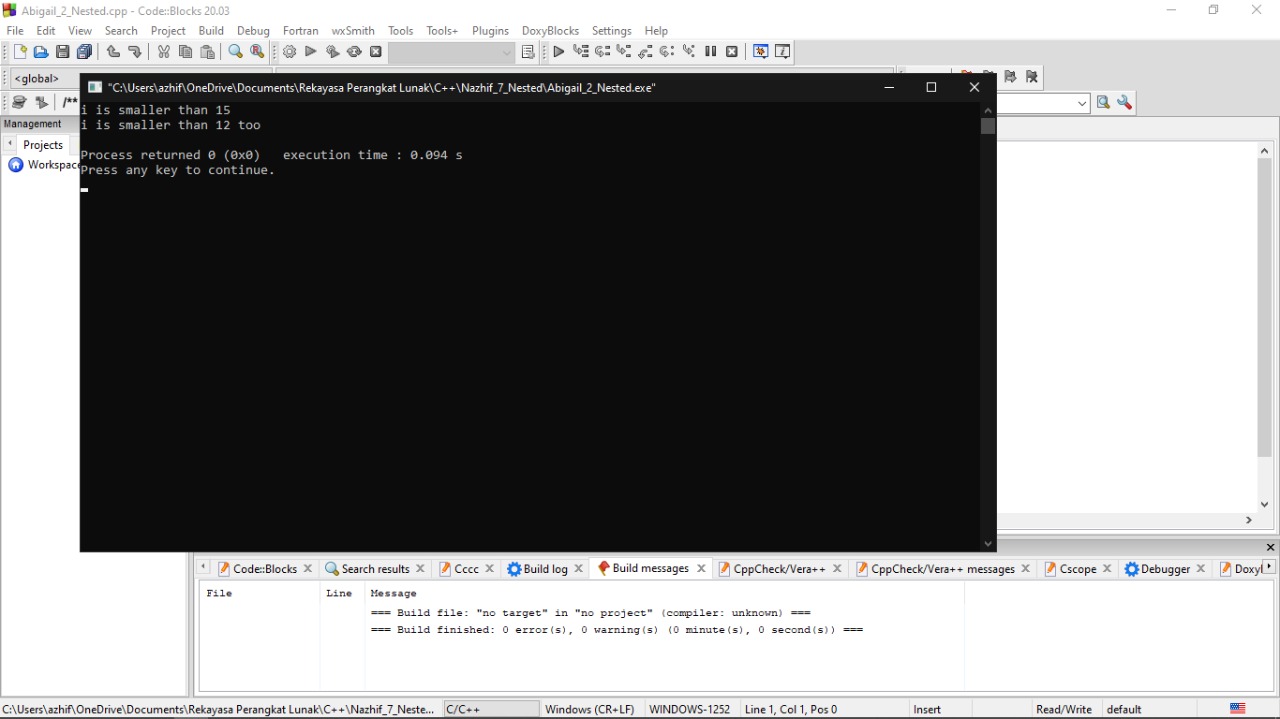 Abigail_2_Nested.cpp - Code::Blocks 20.03
File Edit View Search Project Build Debug Fortran wxSmith Tools Tools+ Plugins DoxyBlocks Settings Help
<global>
"C:\Users\azhif\OneDrive\Documents\Rekayasa Perangkat Lunak\C++\Nazhif_7_Nested\Abigail_2_Nested.exe"
/**
i is smaller than 15
i is smaller than 12 too
Management
Projects
Process returned 0 (0x0)   execution time : 0.094 s
Press any key to continue.
Code::Blocks Search results Cccc Build log Build messages CppCheck/Vera++ CppCheck/Vera++ messages Cscope Debugger
File Line Message
=== Build file: "no target" in "no project" (compiler: unknown) ===
=== Build finished: 0 error(s), 0 warning(s) (0 minute(s), 0 second(s)) ===
C:\Users\azhif\OneDrive\Documents\Rekayasa Perangkat Lunak\C++\Nazhif_7_Neste... C/C++ Windows (CR+LF) WINDOWS-1252 Line 1, Col 1, Pos 0 Insert Read/Write default